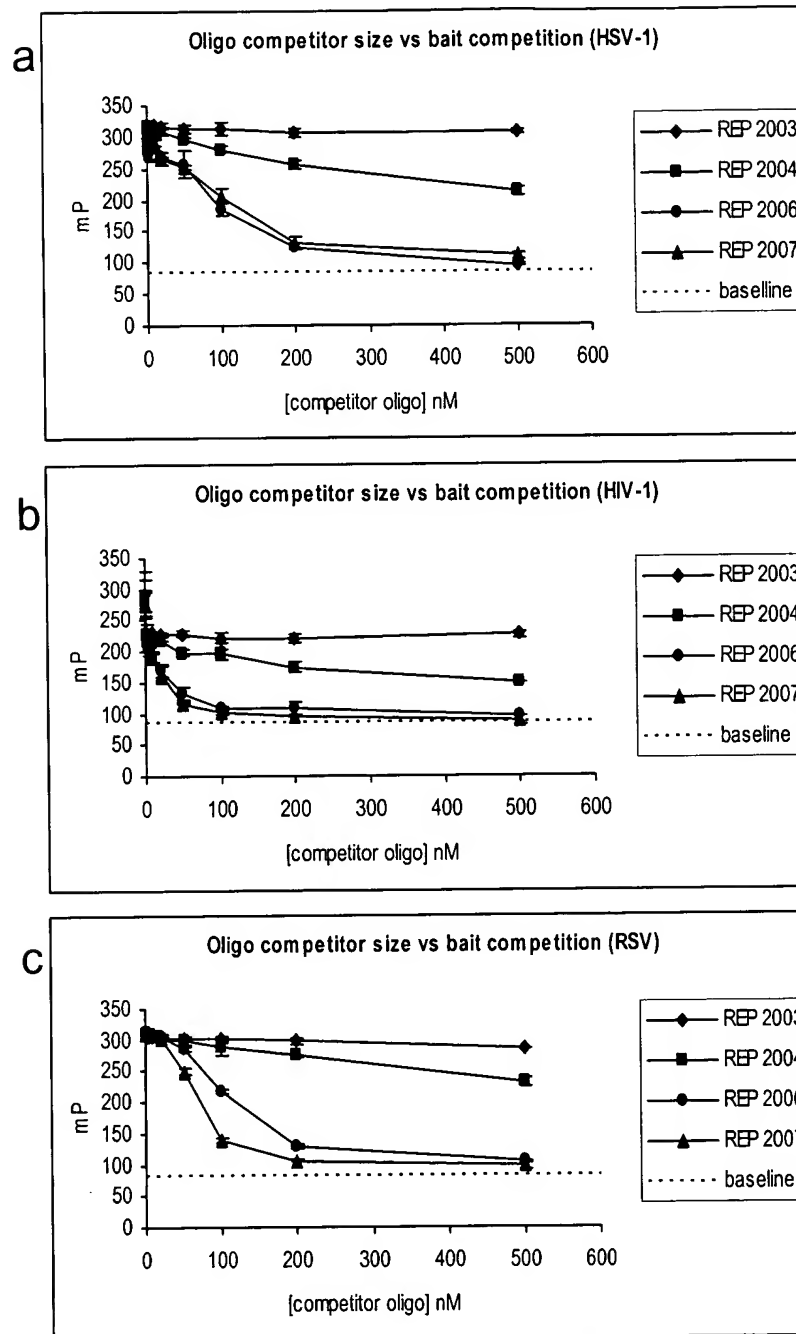 a
Oligo competitor size vs bait competition (HSV-1)
350
300
250
200
150
100
50
0
mP
0 100 200 300 400 500 600
[competitor oligo] nM
REP 2003
REP 2004
REP 2006
REP 2007
baselline
b
Oligo competitor size vs bait competition (HIV-1)
350
300
250
200
150
100
50
0
mP
0 100 200 300 400 500 600
[competitor oligo] nM
REP 2003
REP 2004
REP 2006
REP 2007
baseline
c
Oligo competitor size vs bait competition (RSV)
350
300
250
200
150
100
50
0
mP
0 100 200 300 400 500 600
[competitor oligo] nM
REP 2003
REP 2004
REP 2006
REP 2007
baseline